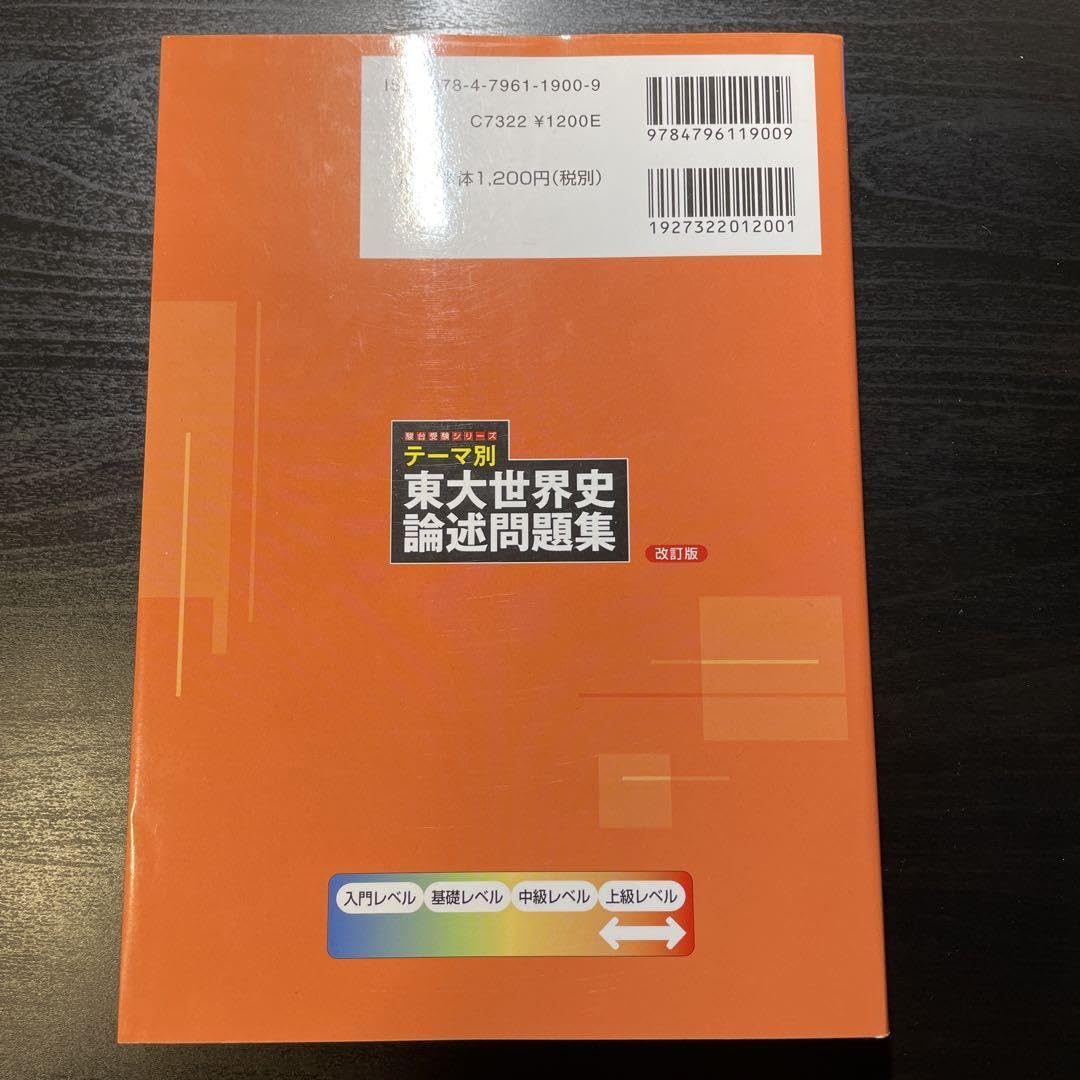 978-4-7961-1900-9
C7322 ¥1200E
9784796119009
体1,200円(税別)
1927322012001
駿台受験シリーズ
テーマ別
東大世界史
論述問題集
改訂版
入門レベル 基礎レベル 中級レベル 上級レベル